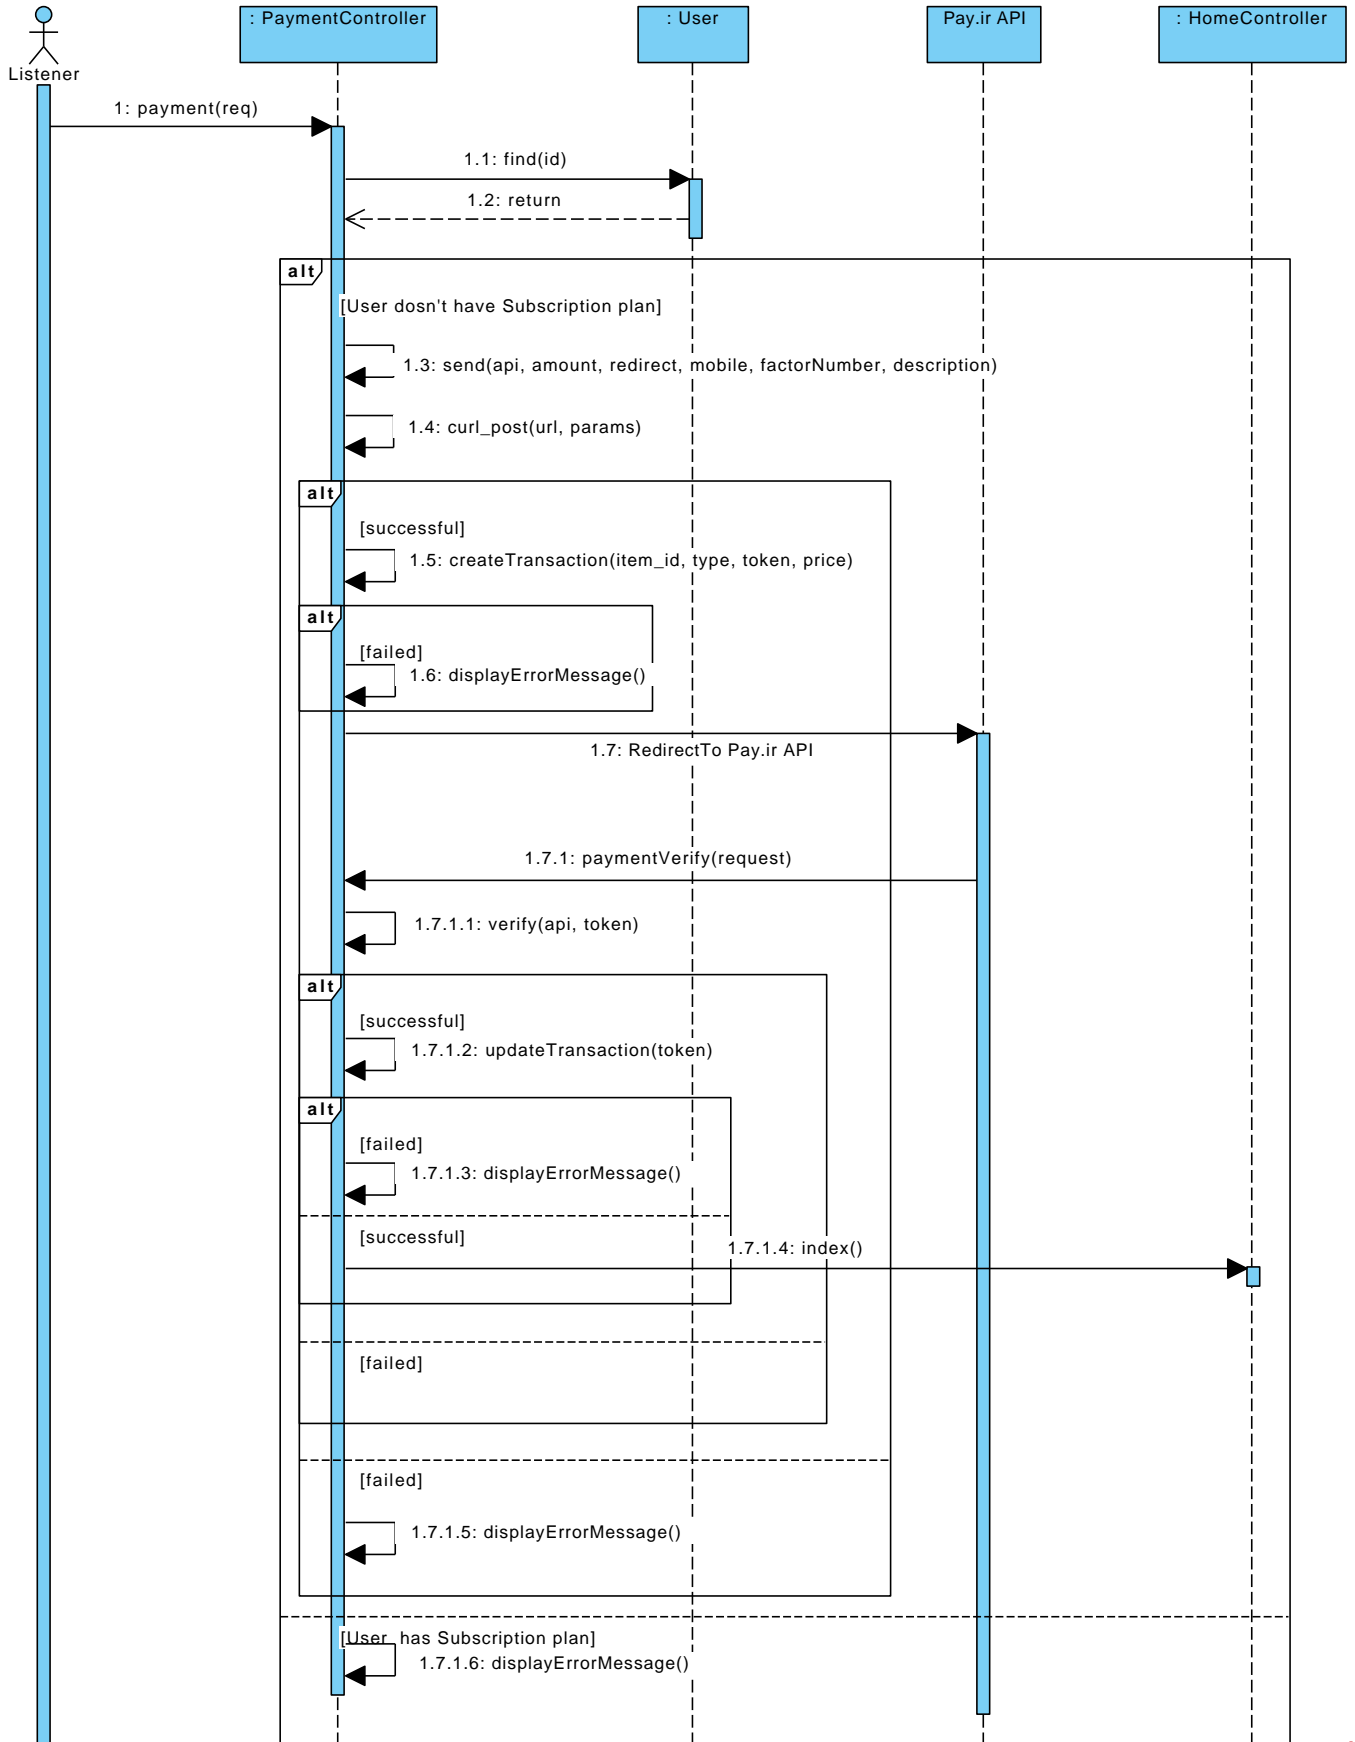 : PaymentController
: User
Pay.ir API
: HomeController
Listener
1: payment(req)
1.1: find(id)
1.2: return
alt
[User dosn't have Subscription plan]
1.3: send(api, amount, redirect, mobile, factorNumber, description)
1.4: curl_post(url, params)
alt
[successful]
1.5: createTransaction(item_id, type, token, price)
alt
[failed]
1.6: displayErrorMessage()
1.7: RedirectTo Pay.ir API
1.7.1: paymentVerify(request)
1.7.1.1: verify(api, token)
alt
[successful]
1.7.1.2: updateTransaction(token)
alt
[failed]
1.7.1.3: displayErrorMessage()
[successful]
1.7.1.4: index()
[failed]
[failed]
1.7.1.5: displayErrorMessage()
[User has Subscription plan]
1.7.1.6: displayErrorMessage()